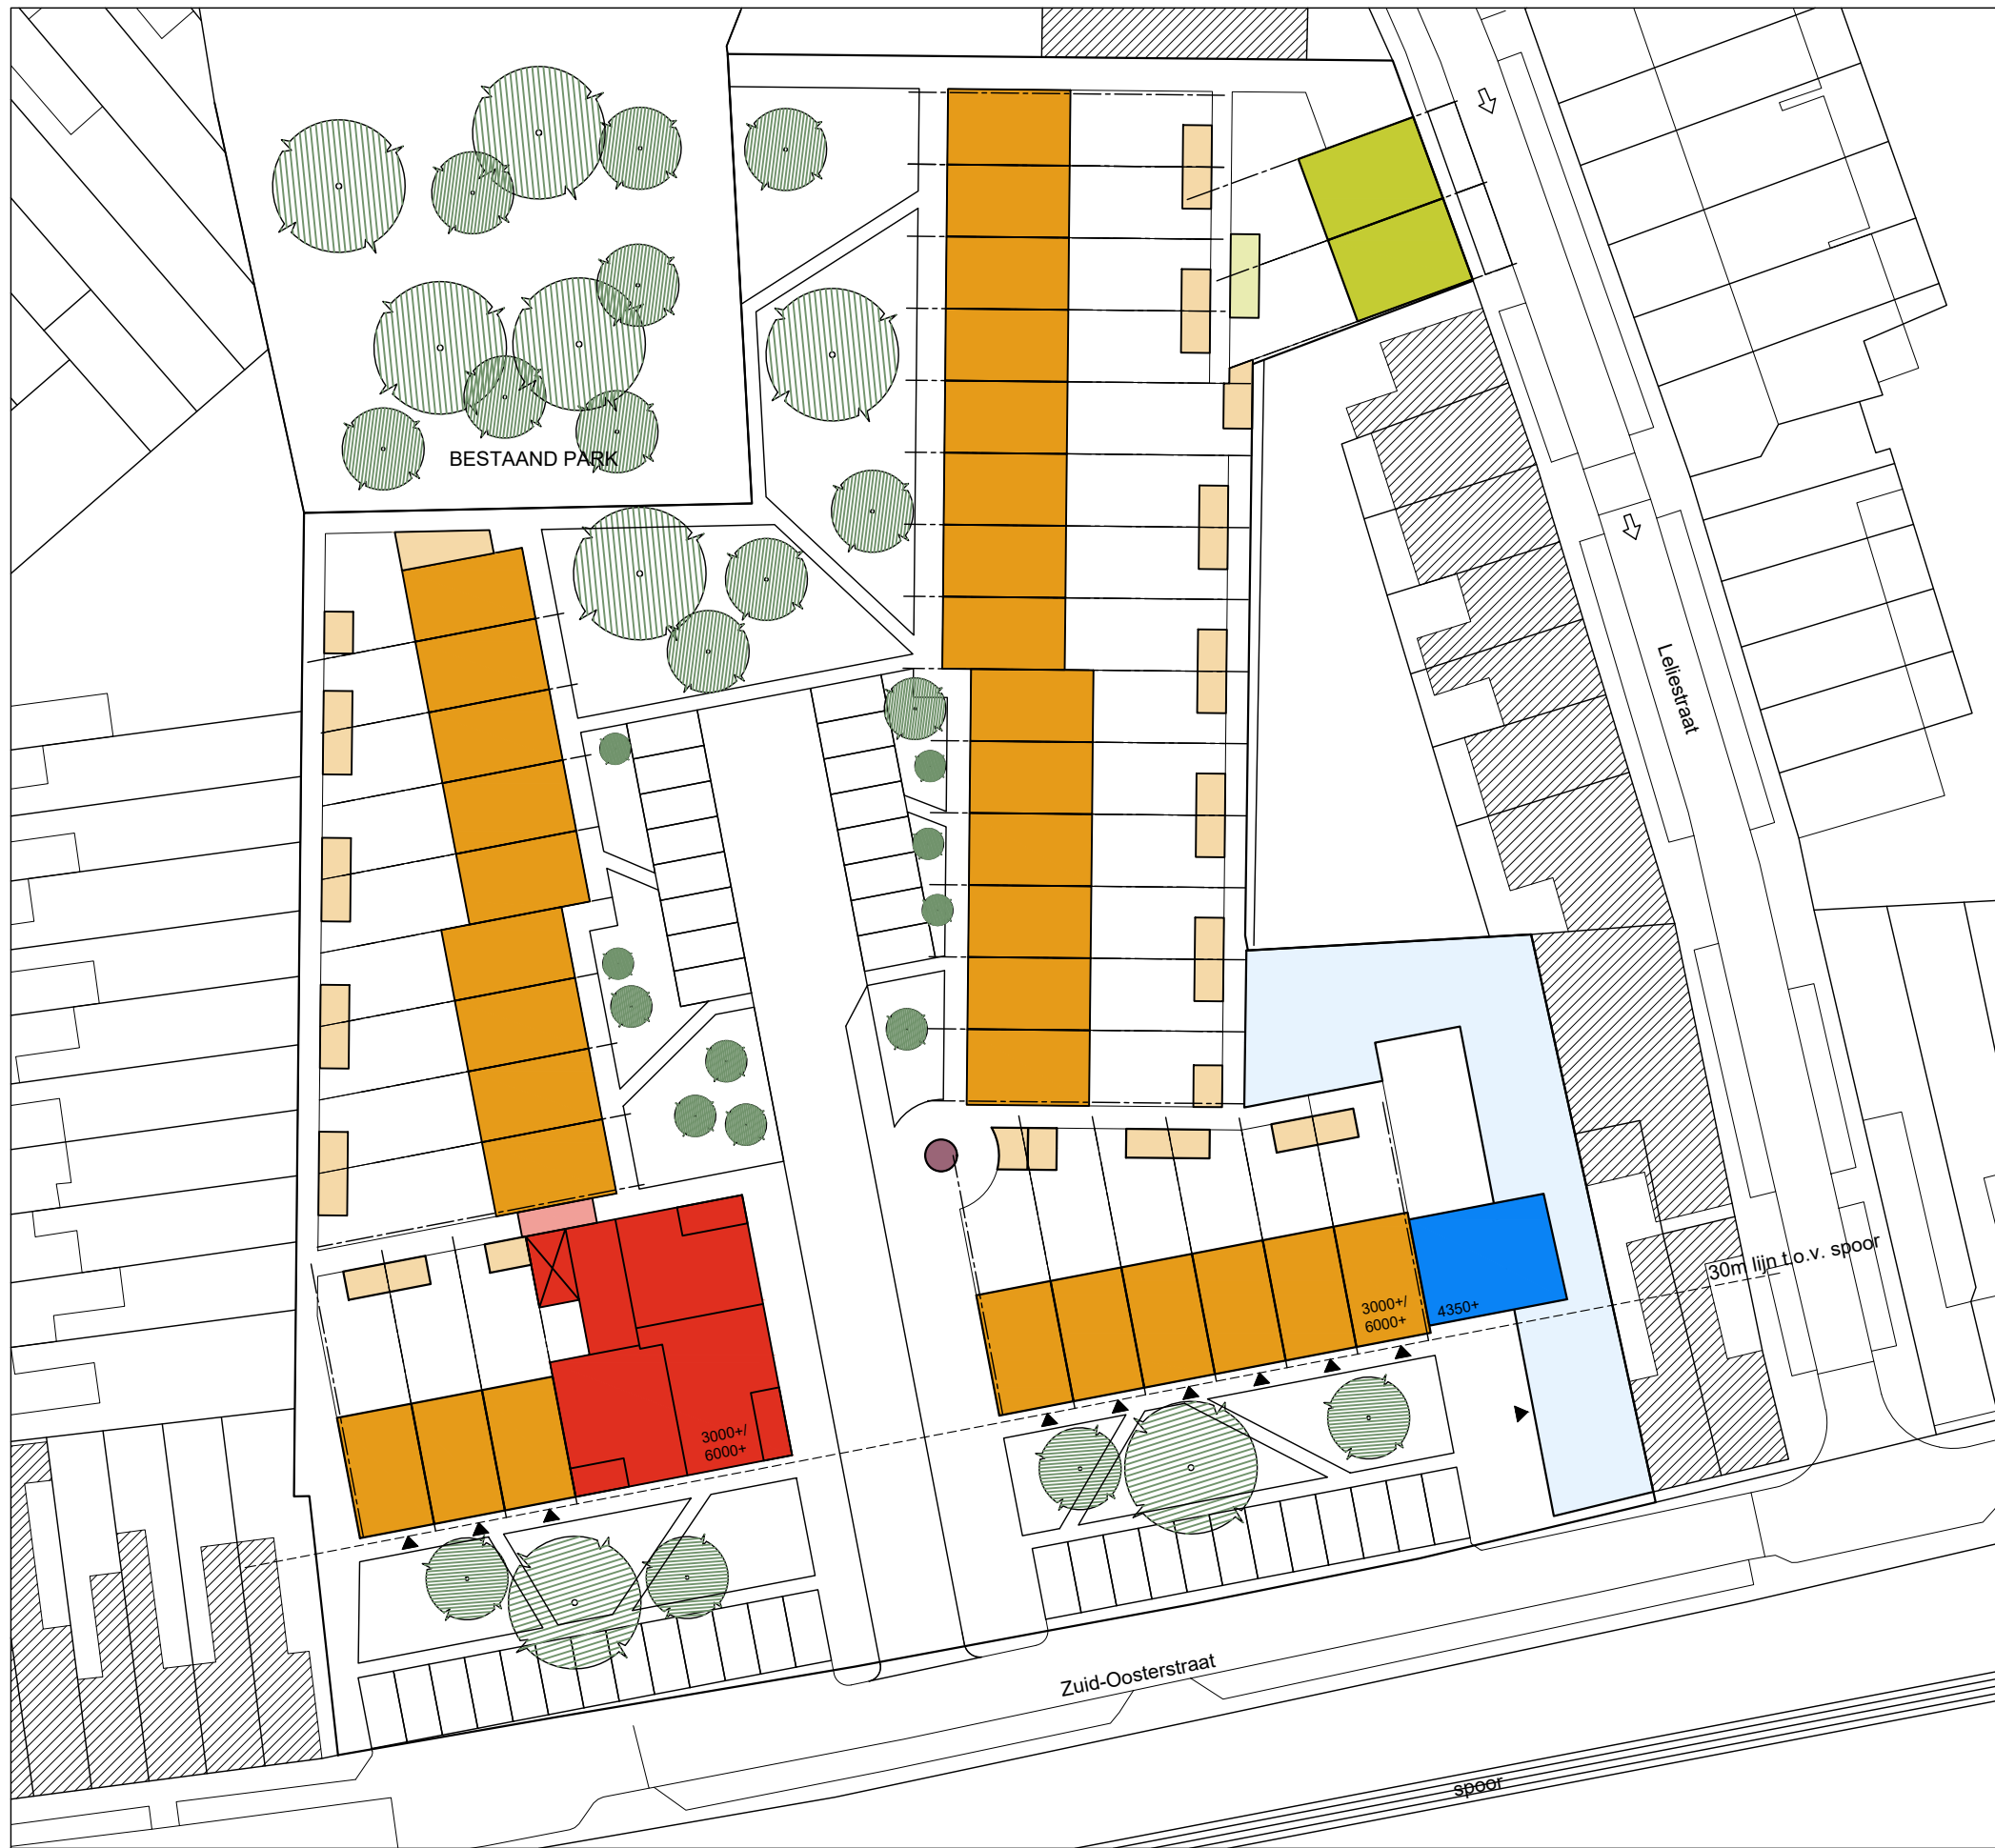 BESTAAND PARK
Leliestraat
30m lijn t.o.v. spoor
3000+/
6000+
4350+
3000+/
6000+
Zuid-Oosterstraat
spoor